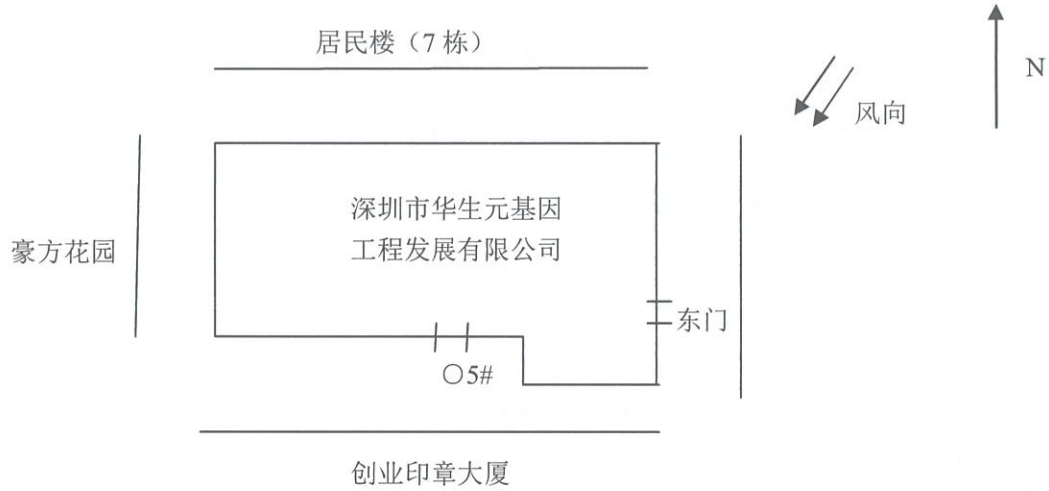 居民楼（7 栋）
N
风向
深圳市华生元基因
工程发展有限公司
豪方花园
东门
○5#
创业印章大厦